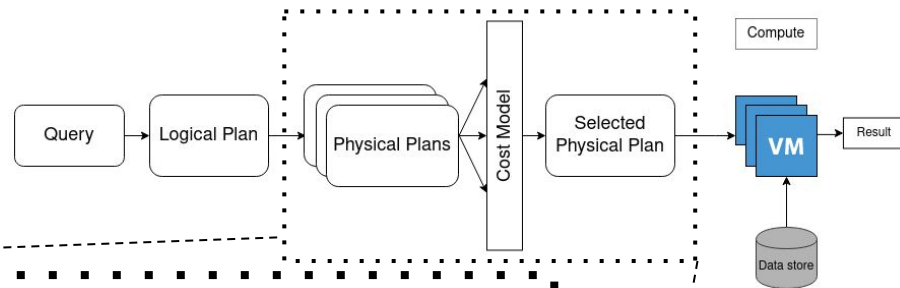 Compute
Query
Logical Plan
Physical Plans
Cost Model
Selected
Physical Plan
VM
Result
Data store